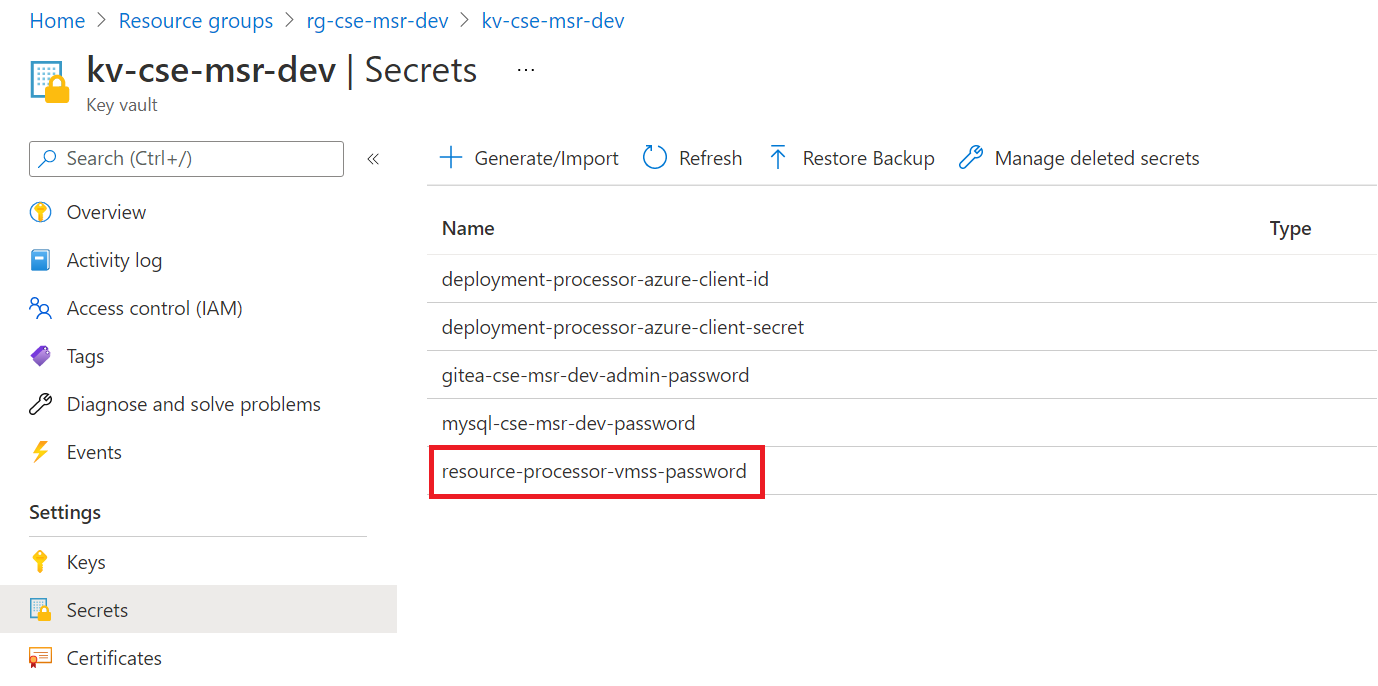 Home > Resource groups > rg-cse-msr-dev > kv-cse-msr-dev
kv-cse-msr-dev | Secrets ...
Key vault
Search (Ctrl+/) «
Generate/Import Refresh Restore Backup Manage deleted secrets
Overview
Activity log
Access control (IAM)
Tags
Diagnose and solve problems
Events
Settings
Keys
Secrets
Certificates
Name Type
deployment-processor-azure-client-id
deployment-processor-azure-client-secret
gitea-cse-msr-dev-admin-password
mysql-cse-msr-dev-password
resource-processor-vmss-password